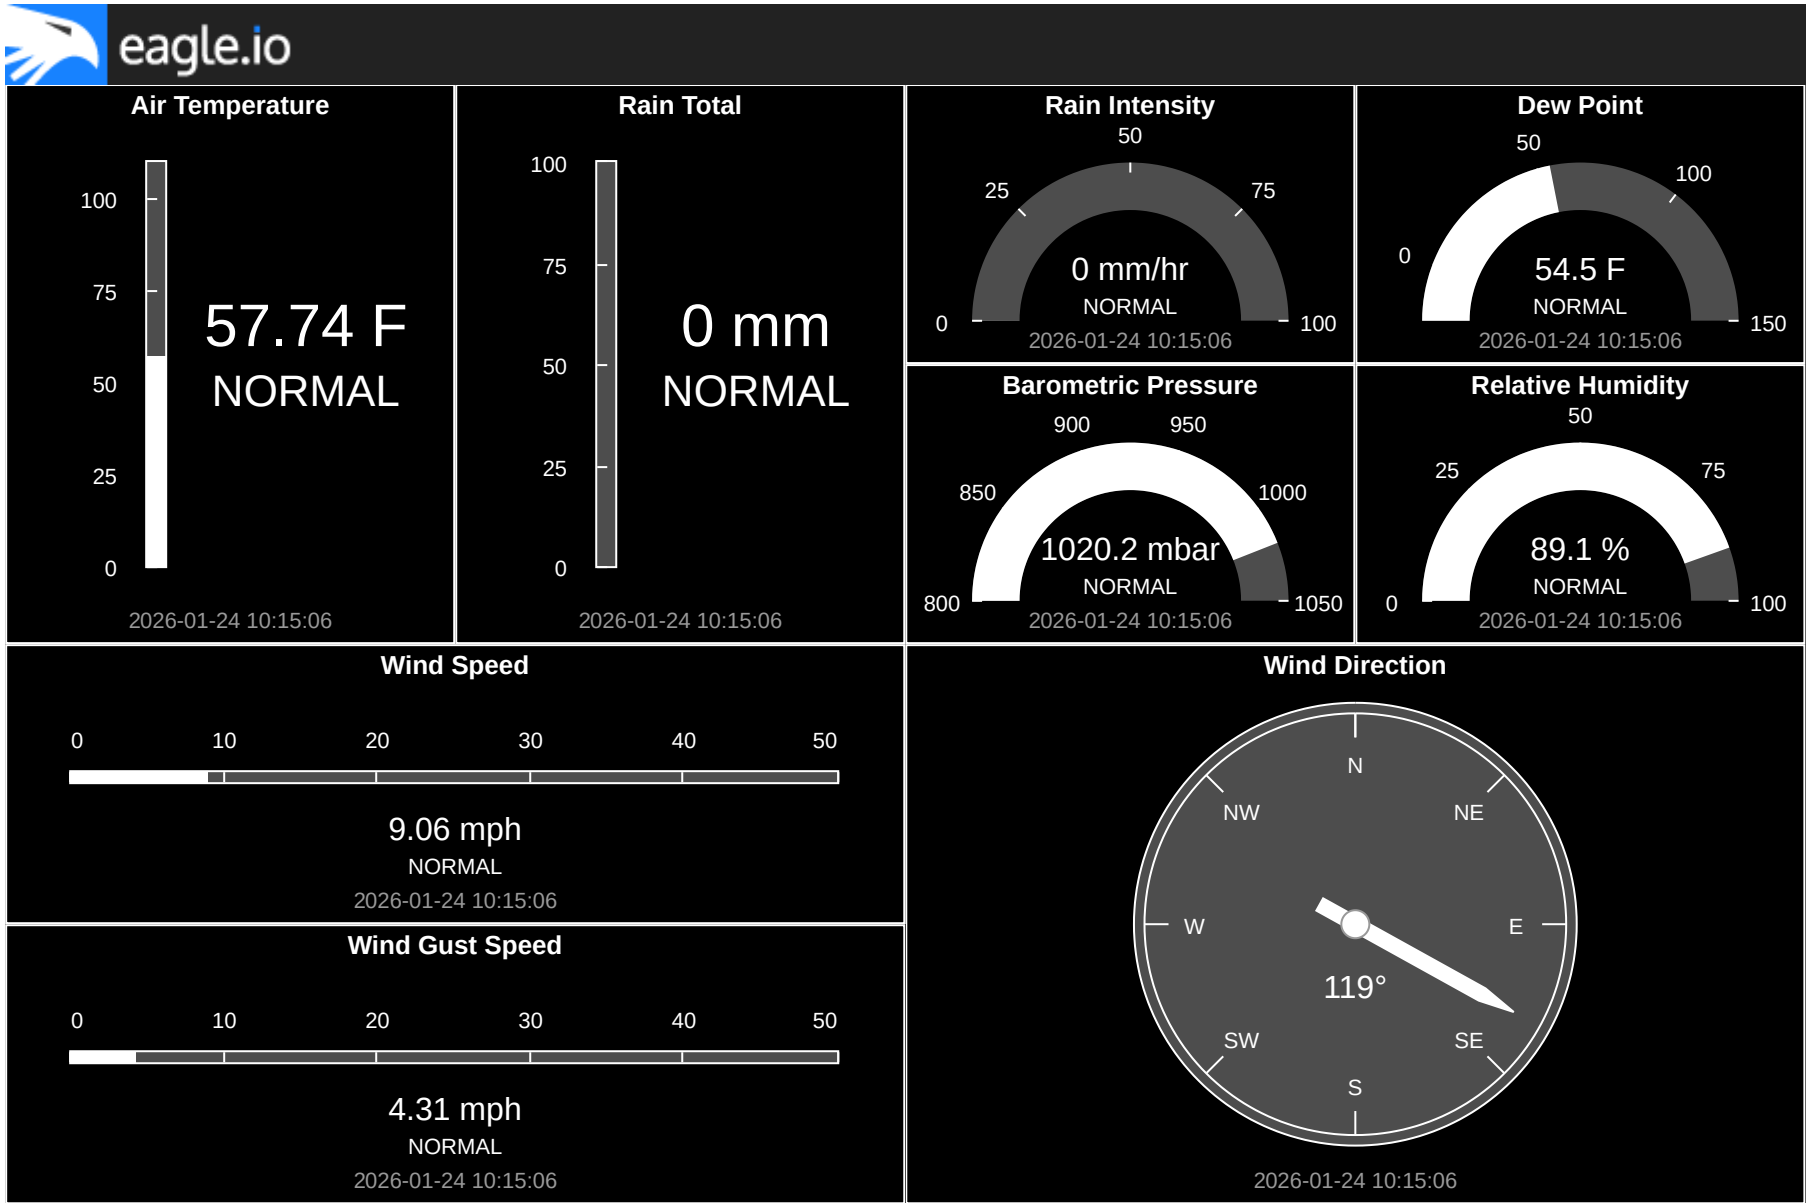 eagle.io
Air Temperature
100
75
50
25
0
57.74 F
NORMAL
2026-01-24 10:15:06
Rain Total
100
75
50
25
0
0 mm
NORMAL
2026-01-24 10:15:06
Rain Intensity
50
25
75
0
100
0 mm/hr
NORMAL
2026-01-24 10:15:06
Dew Point
50
100
0
150
54.5 F
NORMAL
2026-01-24 10:15:06
Barometric Pressure
900
950
850
1000
800
1050
1020.2 mbar
NORMAL
2026-01-24 10:15:06
Relative Humidity
50
25
75
0
100
89.1 %
NORMAL
2026-01-24 10:15:06
Wind Speed
0 10 20 30 40 50
9.06 mph
NORMAL
2026-01-24 10:15:06
Wind Gust Speed
0 10 20 30 40 50
4.31 mph
NORMAL
2026-01-24 10:15:06
Wind Direction
N
NW
NE
W
E
119°
SW
SE
S
2026-01-24 10:15:06